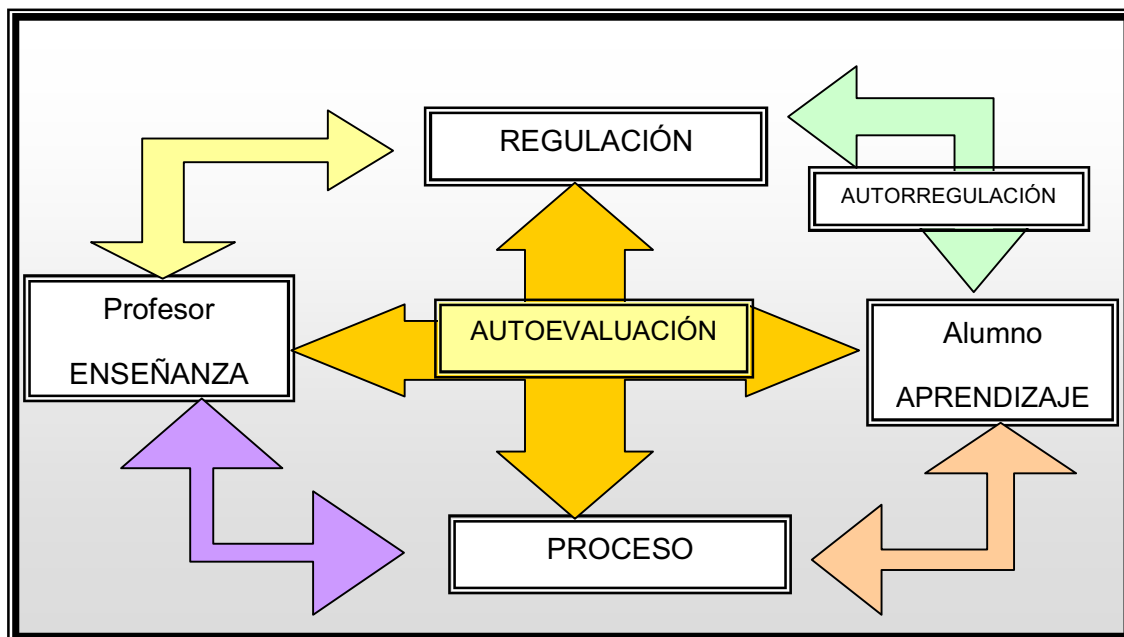 REGULACIÓN
AUTORREGULACIÓN
Profesor
ENSEÑANZA
AUTOEVALUACIÓN
Alumno
APRENDIZAJE
PROCESO